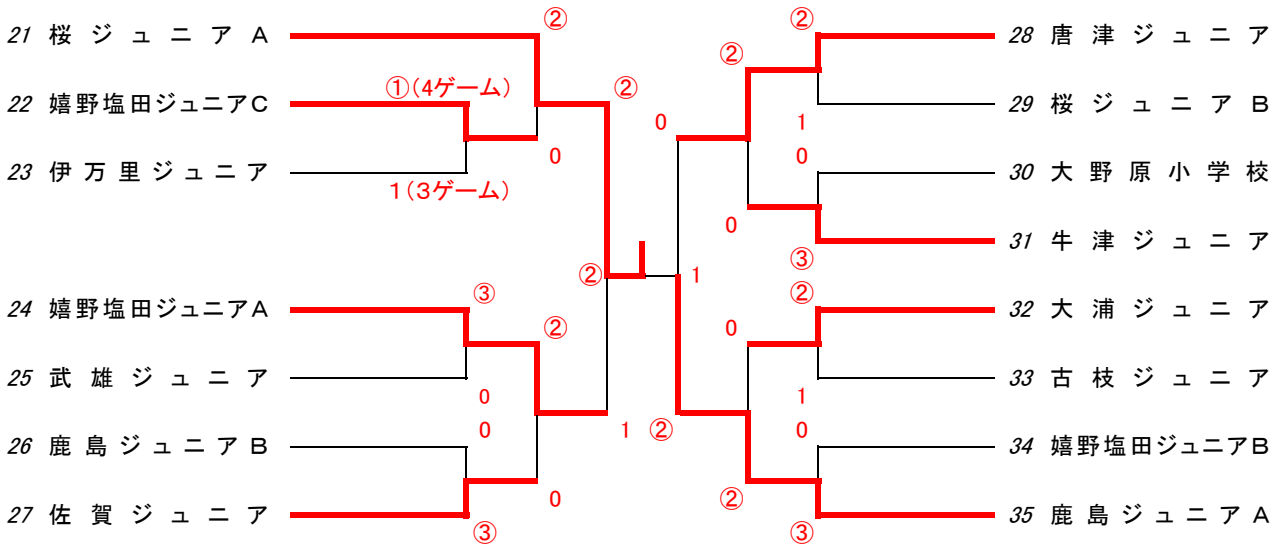 ②
②
21 桜ジュニアA
28 唐津ジュニア
②
①(4ゲーム)
②
22 嬉野塩田ジュニアC
29 桜ジュニアB
0
1
0
0
23 伊万里ジュニア
30 大野原小学校
1(3ゲーム)
0
31 牛津ジュニア
③
②
1
③
②
24 嬉野塩田ジュニアA
32 大浦ジュニア
②
0
25 武雄ジュニア
33 古枝ジュニア
0
1
0
1
②
0
26 鹿島ジュニアB
34 嬉野塩田ジュニアB
0
②
27 佐賀ジュニア
35 鹿島ジュニアA
③
③